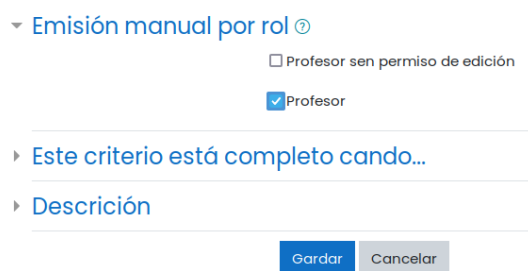 Emisión manual por rol
Profesor sen permiso de edición
Profesor
Este criterio está completo cando...
Descrición
Gardar Cancelar